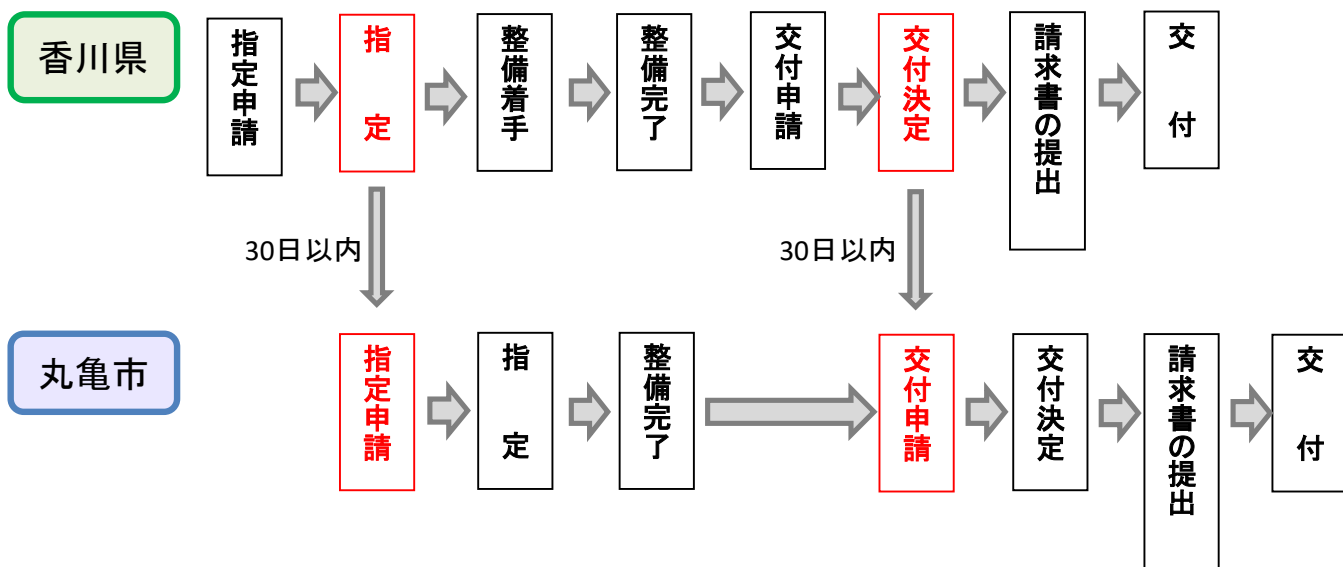 香川県
指定申請
指定
整備着手
整備完了
交付申請
交付決定
請求書の提出
交付
30日以内
30日以内
丸亀市
指定申請
指定
整備完了
交付申請
交付決定
請求書の提出
交付